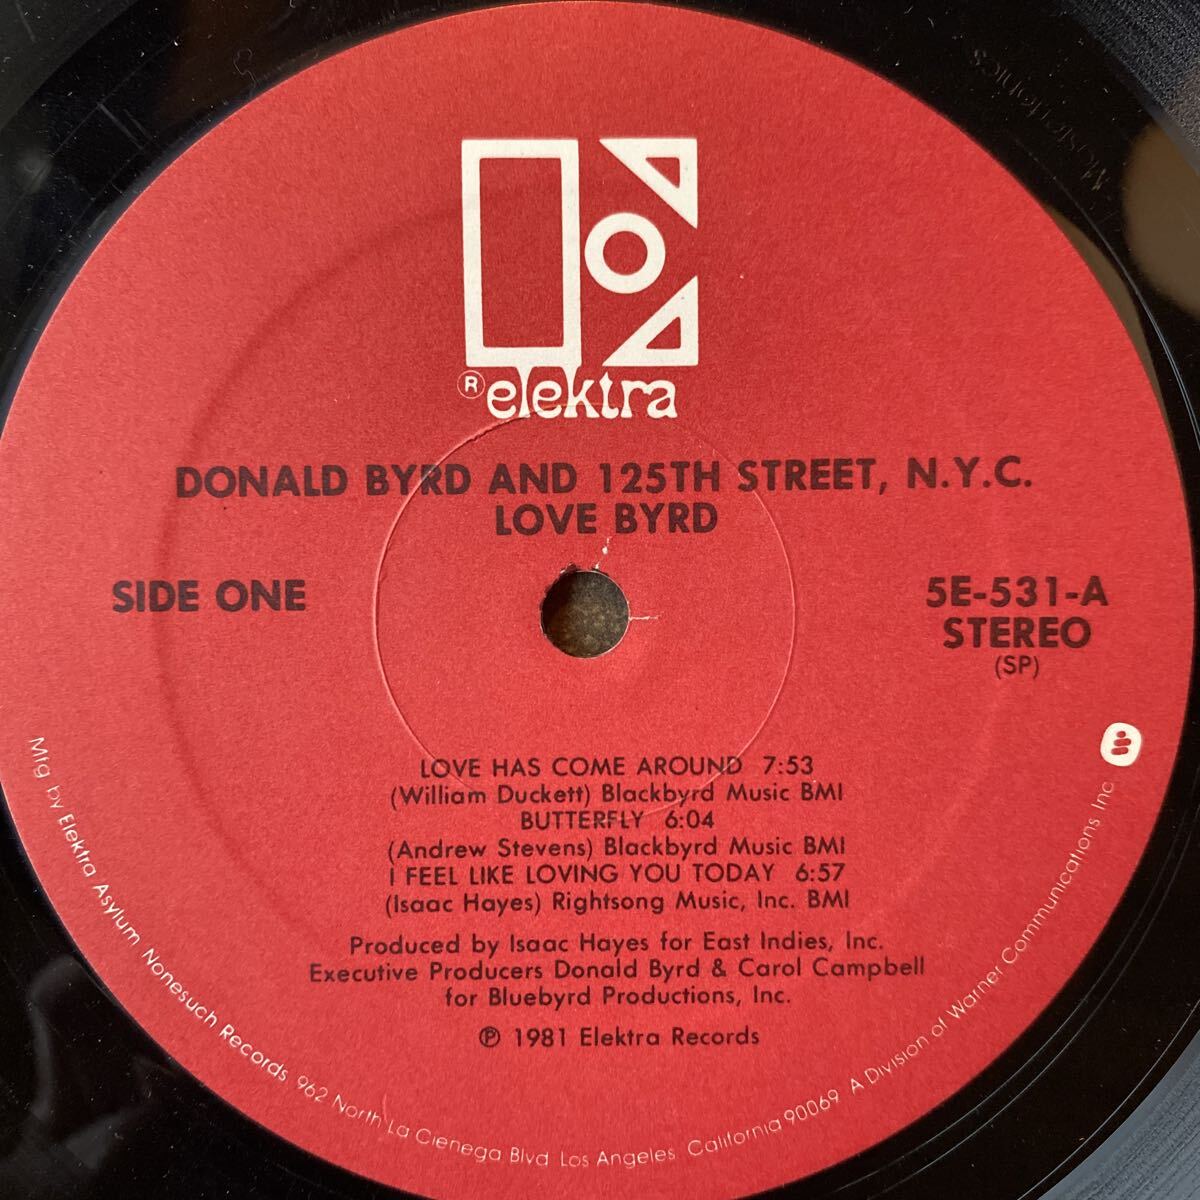 ® elektra
DONALD BYRD AND 125TH STREET, N.Y.C.
LOVE BYRD
SIDE ONE
5E-531-A
STEREO
(SP)
LOVE HAS COME AROUND 7:53
(William Duckett) Blackbyrd Music BMI
BUTTERFLY 6:04
(Andrew Stevens) Blackbyrd Music BMI
I FEEL LIKE LOVING YOU TODAY 6:57
(Isaac Hayes) Rightsong Music, Inc. BMI
Produced by Isaac Hayes for East Indies, Inc.
Executive Producers Donald Byrd & Carol Campbell
for Bluebyrd Productions, Inc.
℗ 1981 Elektra Records
Mfg by Elektra Asylum Nonesuch Records 962 North La Cienega Blvd Los Angeles California 90069 A Division of Warner Communications Inc